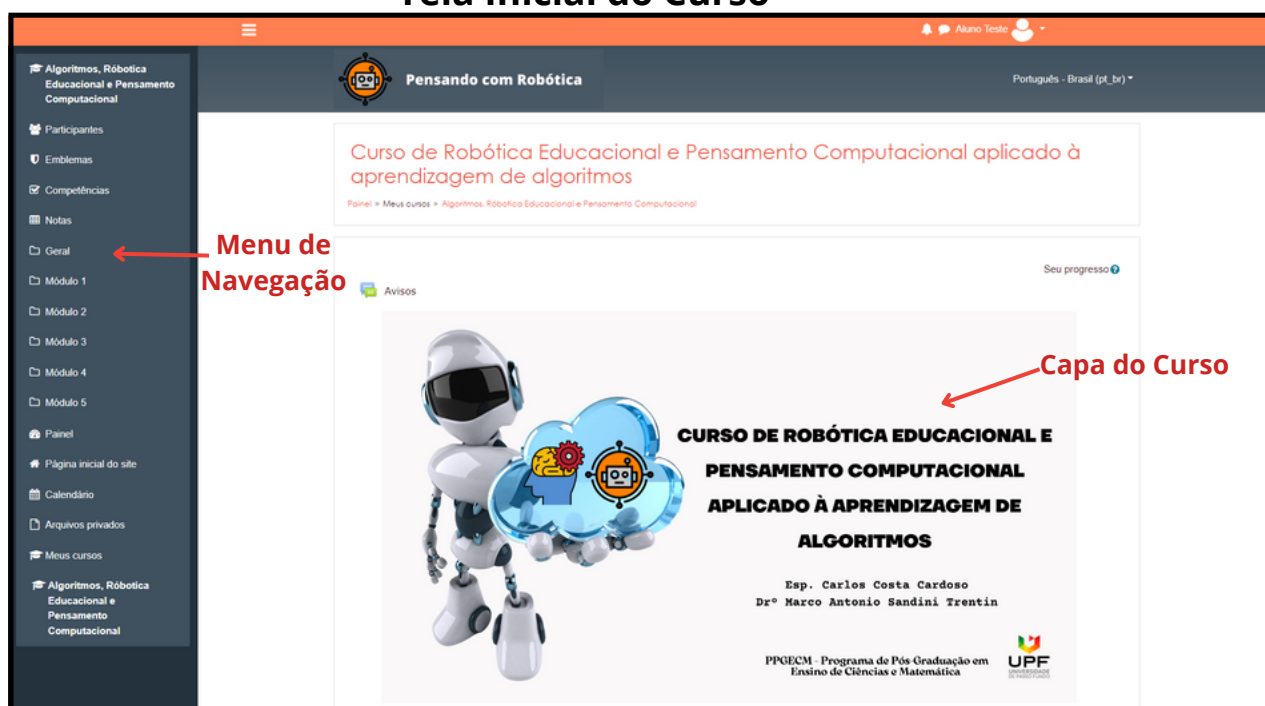 Tela Inicial do Curso
Aluno Teste
Algoritmos, Róbotica
Educacional e Pensamento
Computacional
Participantes
Emblemas
Competências
Notas
Geral
Módulo 1
Módulo 2
Módulo 3
Módulo 4
Módulo 5
Painel
Página inicial do site
Calendário
Arquivos privados
Meus cursos
Algoritmos, Róbotica
Educacional e
Pensamento
Computacional
Menu de
Navegação
Pensando com Robótica
Português - Brasil (pt_br)
Curso de Robótica Educacional e Pensamento Computacional aplicado à
aprendizagem de algoritmos
Painel » Meus cursos » Algoritmos, Róbotica Educacional e Pensamento Computacional
Seu progresso
Avisos
Capa do Curso
CURSO DE ROBÓTICA EDUCACIONAL E
PENSAMENTO COMPUTACIONAL
APLICADO À APRENDIZAGEM DE
ALGORITMOS
Esp. Carlos Costa Cardoso
Drº Marco Antonio Sandini Trentin
PPGECM - Programa de Pós-Graduação em
Ensino de Ciências e Matemática
UPF
UNIVERSIDADE
DE PASSO FUNDO